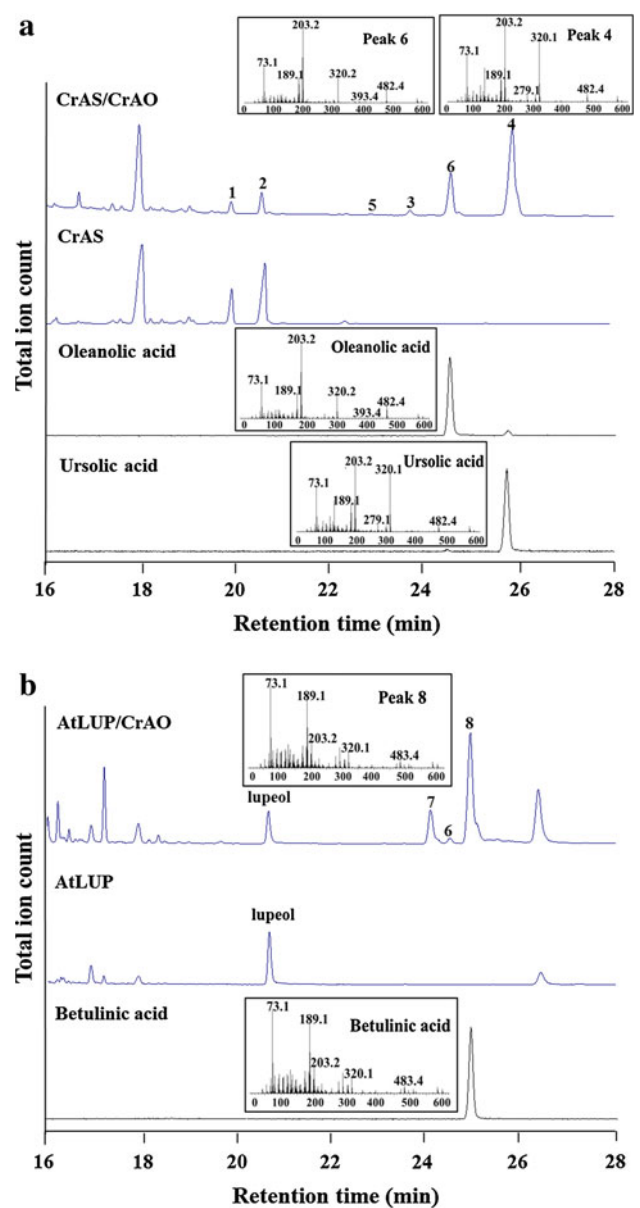 a
203.2
Peak 6
73.1
189.1
320.2
482.4
393.4
0 100 200 300 400 500 600
203.2
Peak 4
320.1
73.1
189.1
279.1
482.4
0 100 200 300 400 500 600
CrAS/CrAO
1
2
5
3
6
4
CrAS
Oleanolic acid
203.2
Oleanolic acid
73.1
189.1
320.2
482.4
393.4
0 100 200 300 400 500 600
Ursolic acid
203.2
320.1
Ursolic acid
73.1
189.1
279.1
482.4
0 100 200 300 400 500 600
Total ion count
16 18 20 22 24 26 28
Retention time (min)
b
73.1
189.1
Peak 8
203.2
320.1
483.4
0 100 200 300 400 500 600
AtLUP/CrAO
lupeol
7
6
8
AtLUP
lupeol
Betulinic acid
73.1
189.1
Betulinic acid
203.2
320.1
483.4
0 100 200 300 400 500 600
Total ion count
16 18 20 22 24 26 28
Retention time (min)